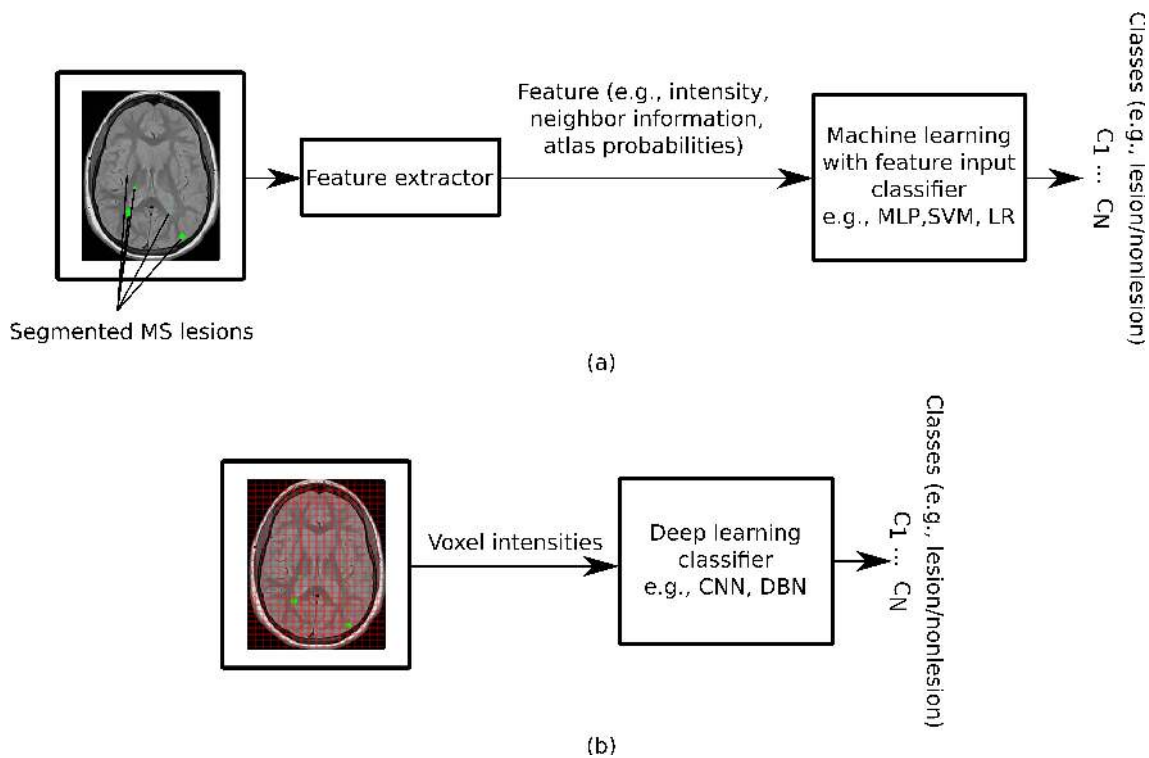 Feature (e.g., intensity,
neighbor information,
atlas probabilities)
Feature extractor
Machine learning
with feature input
classifier
e.g., MLP,SVM, LR
Classes (e.g., lesion/nonlesion)
C1 ... CN
Segmented MS lesions
(a)
Voxel intensities
Deep learning
classifier
e.g., CNN, DBN
Classes (e.g., lesion/nonlesion)
C1 ... CN
(b)